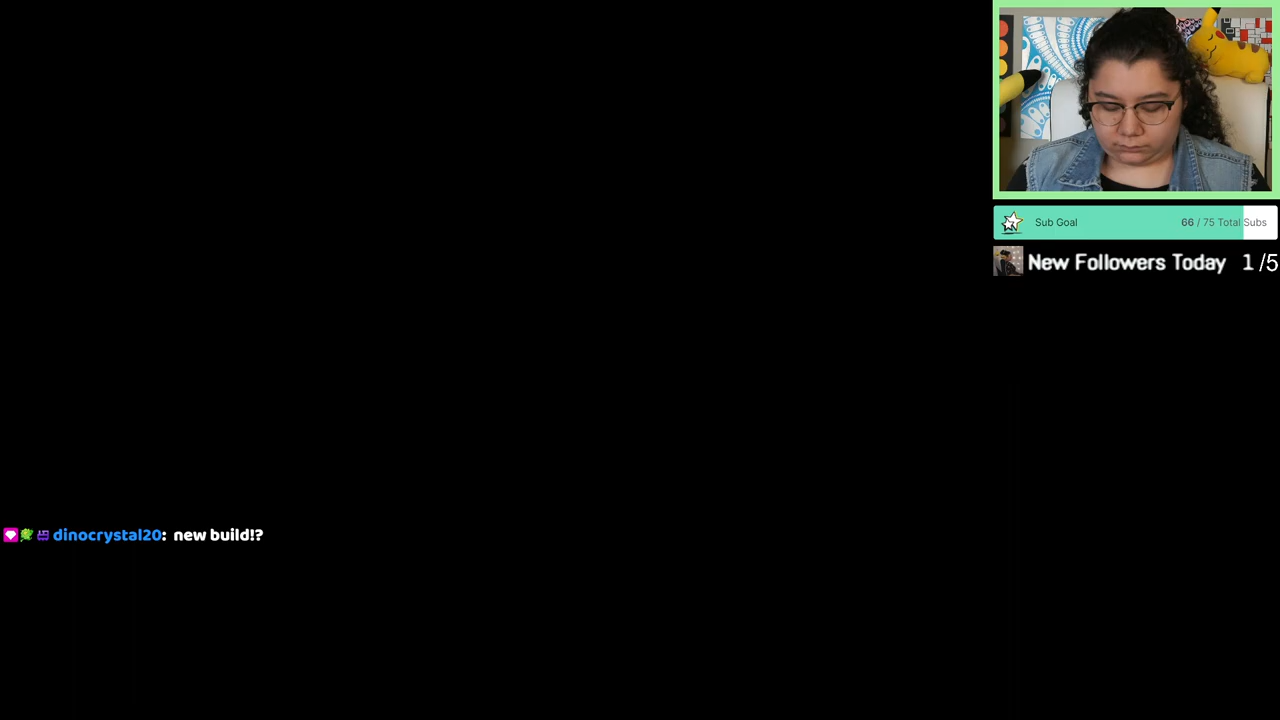 Sub Goal 66 / 75 Total Subs
New Followers Today 1 /5
dinocrystal20: new build!?